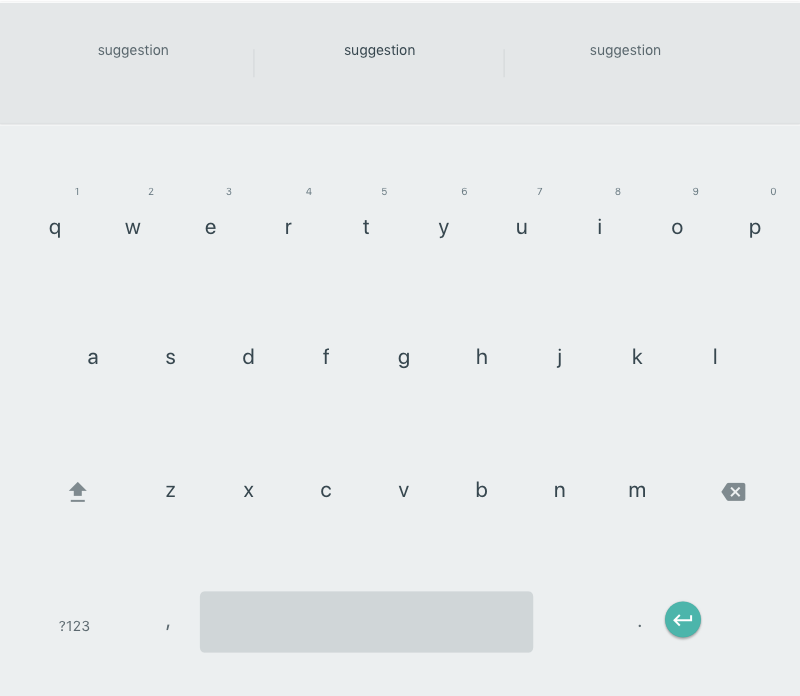 suggestion suggestion suggestion
1 2 3 4 5 6 7 8 9 0
q w e r t y u i o p
a s d f g h j k l
z x c v b n m
?123 , .